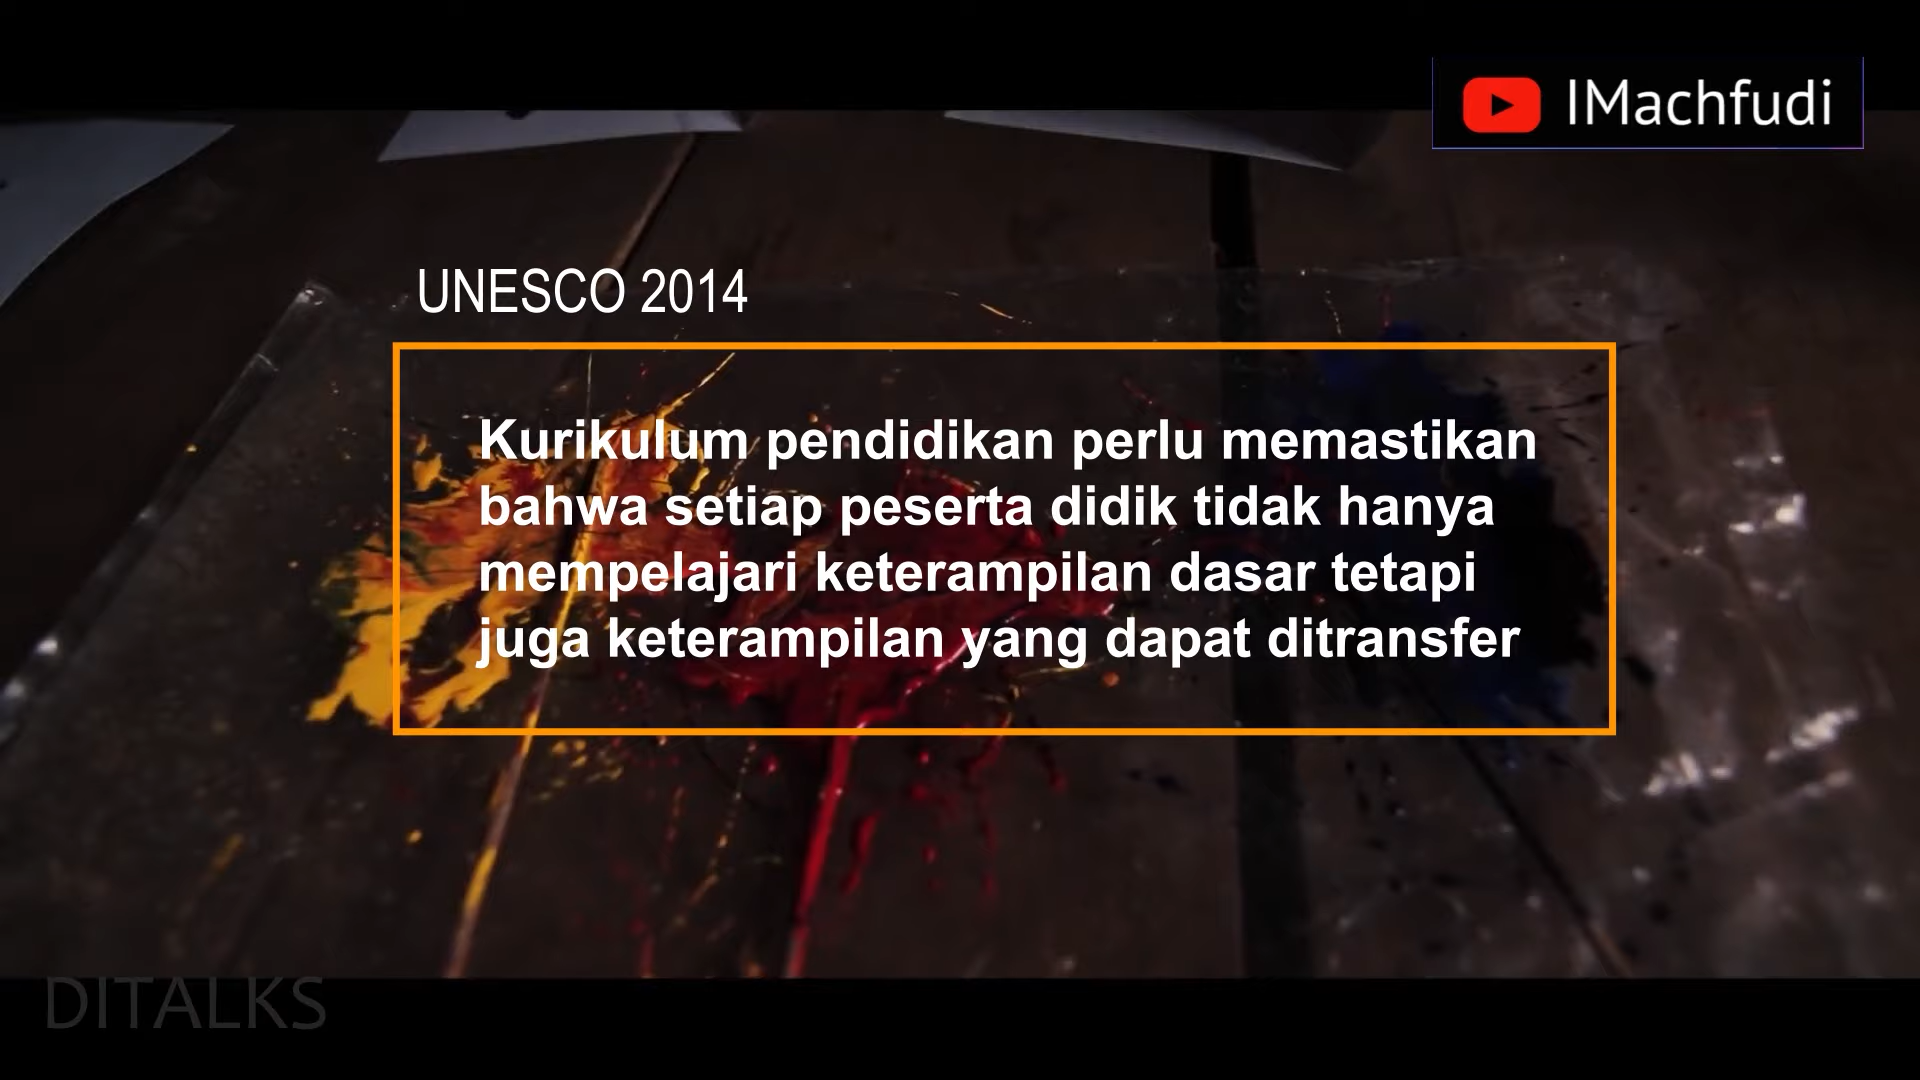 IMachfudi
UNESCO 2014
Kurikulum pendidikan perlu memastikan
bahwa setiap peserta didik tidak hanya
mempelajari keterampilan dasar tetapi
juga keterampilan yang dapat ditransfer
DITALKS